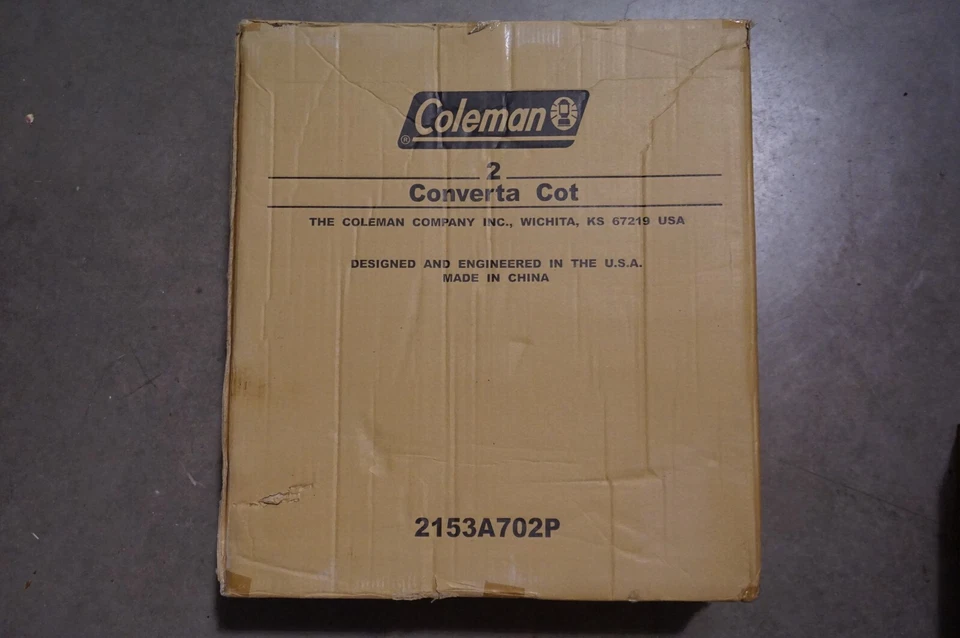 Coleman
®
2
Converta Cot
THE COLEMAN COMPANY INC., WICHITA, KS 67219 USA
DESIGNED AND ENGINEERED IN THE U.S.A.
MADE IN CHINA
2153A702P